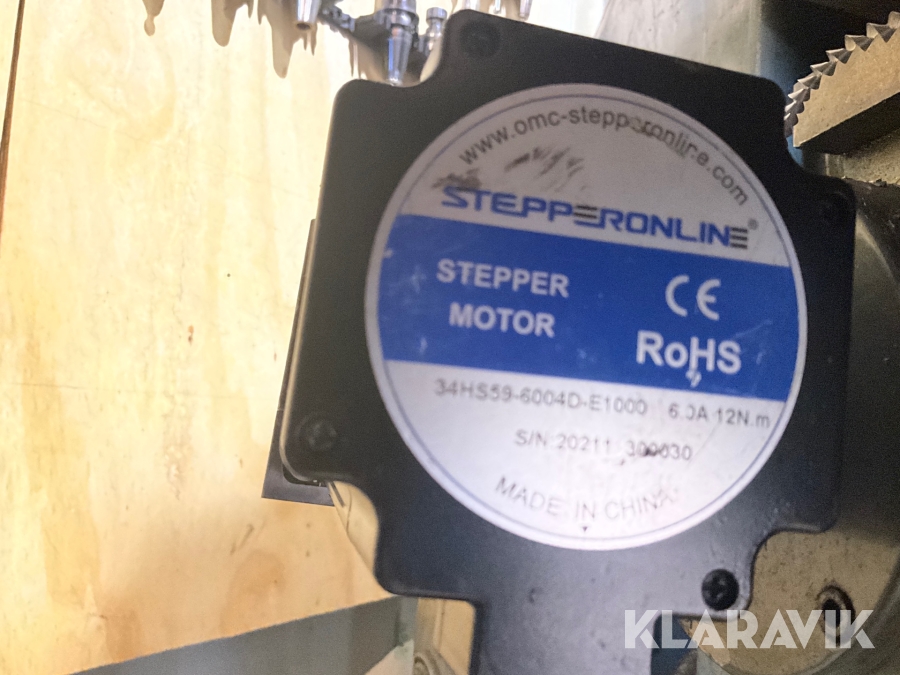 www.omc-stepperonline.com
STEPPERONLINE®
STEPPER
MOTOR
CE
RoHS
34HS59-6004D-E1000 6.0A 12N.m
S/N 20211 300030
MADE IN CHINA
KLARAVIK